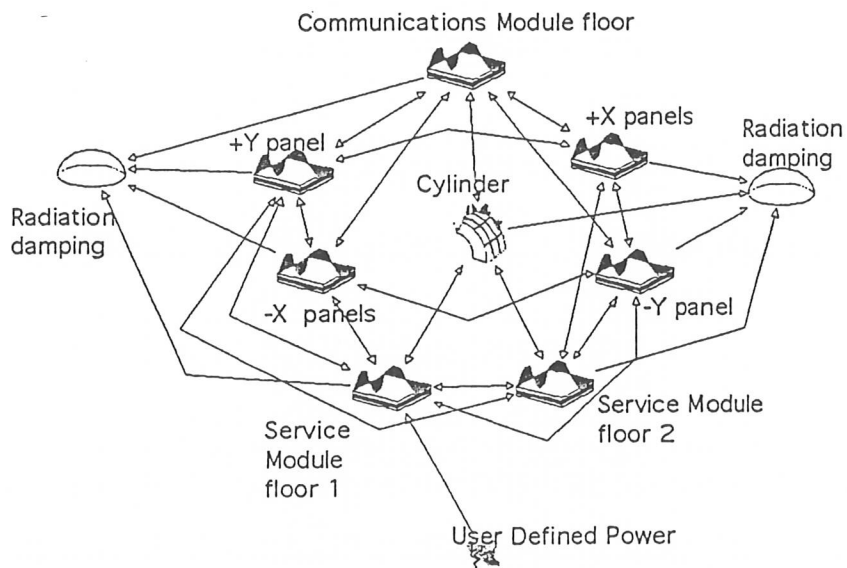 Communications Module floor
+X panels
Radiation
damping
+Y panel
Cylinder
Radiation
damping
-X panels
-Y panel
Service
Module
floor 1
Service Module
floor 2
User Defined Power